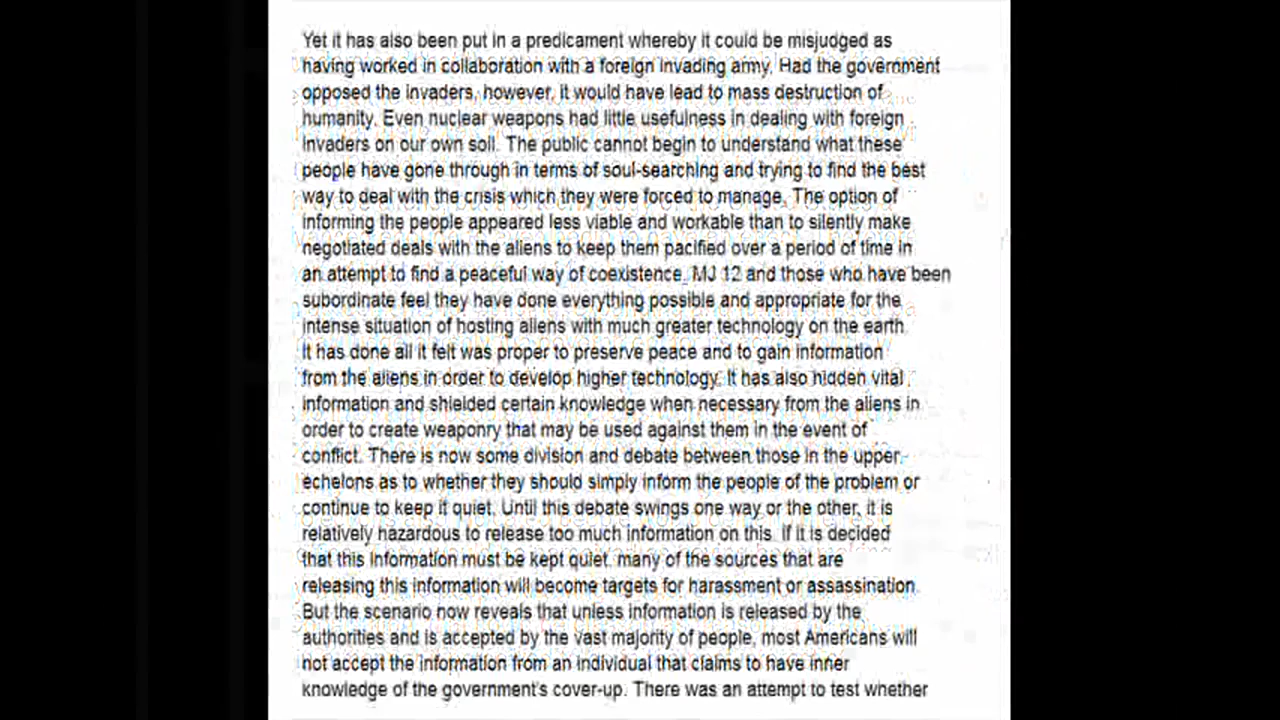 Yet it has also been put in a predicament whereby it could be misjudged as
having worked in collaboration with a foreign invading army. Had the government
opposed the invaders, however, it would have lead to mass destruction of
humanity. Even nuclear weapons had little usefulness in dealing with foreign
invaders on our own soil. The public cannot begin to understand what these
people have gone through in terms of soul-searching and trying to find the best
way to deal with the crisis which they were forced to manage. The option of
informing the people appeared less viable and workable than to silently make
negotiated deals with the aliens to keep them pacified over a period of time in
an attempt to find a peaceful way of coexistence. MJ 12 and those who have been
subordinate feel they have done everything possible and appropriate for the
intense situation of hosting aliens with much greater technology on the earth.
It has done all it felt was proper to preserve peace and to gain information
from the aliens in order to develop higher technology. It has also hidden vital
information and shielded certain knowledge when necessary from the aliens in
order to create weaponry that may be used against them in the event of
conflict. There is now some division and debate between those in the upper
echelons as to whether they should simply inform the people of the problem or
continue to keep it quiet. Until this debate swings one way or the other, it is
relatively hazardous to release too much information on this. If it is decided
that this information must be kept quiet, many of the sources that are
releasing this information will become targets for harassment or assassination.
But the scenario now reveals that unless information is released by the
authorities and is accepted by the vast majority of people, most Americans will
not accept the information from an individual that claims to have inner
knowledge of the government's cover-up. There was an attempt to test whether